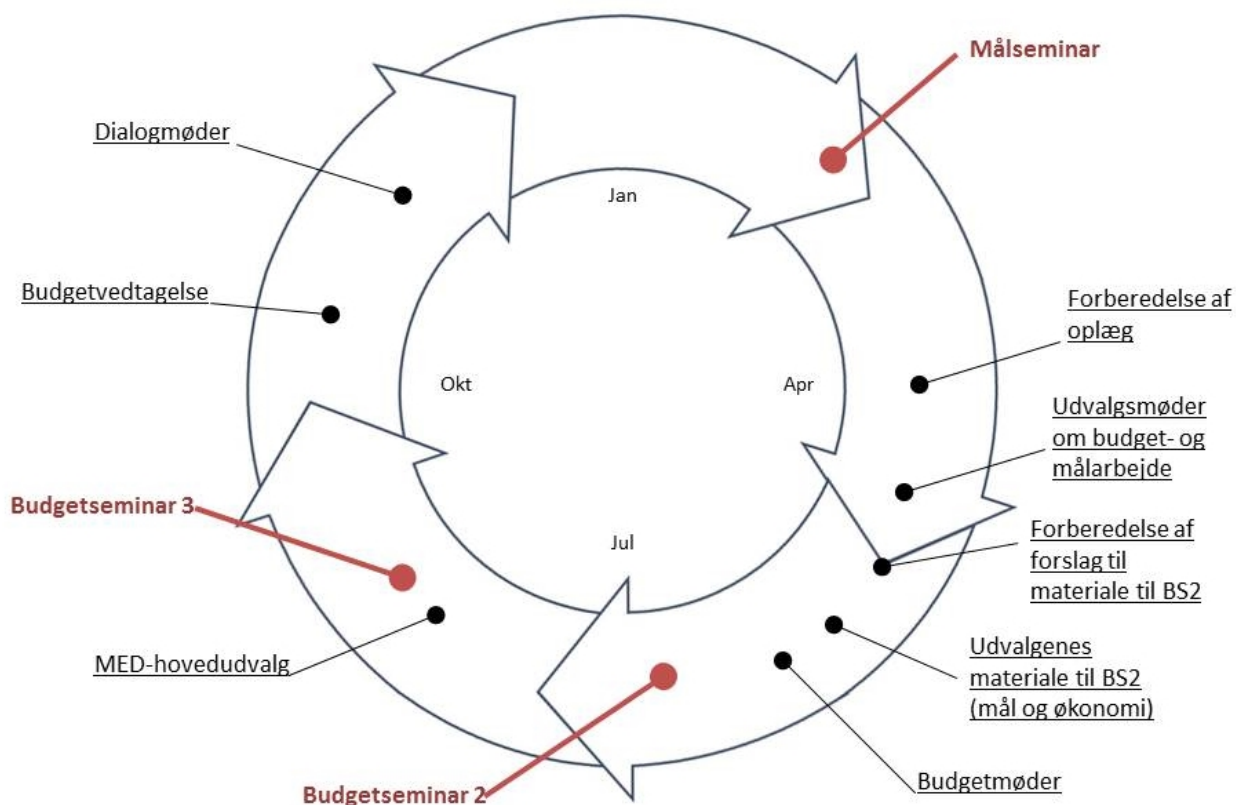 Målseminar
Dialogmøder
Jan
Budgetvedtagelse
Forberedelse af
oplæg
Okt
Apr
Udvalgsmøder
om budget- og
målarbejde
Budgetseminar 3
Jul
Forberedelse af
forslag til
materiale til BS2
MED-hovedudvalg
Udvalgenes
materiale til BS2
(mål og økonomi)
Budgetmøder
Budgetseminar 2